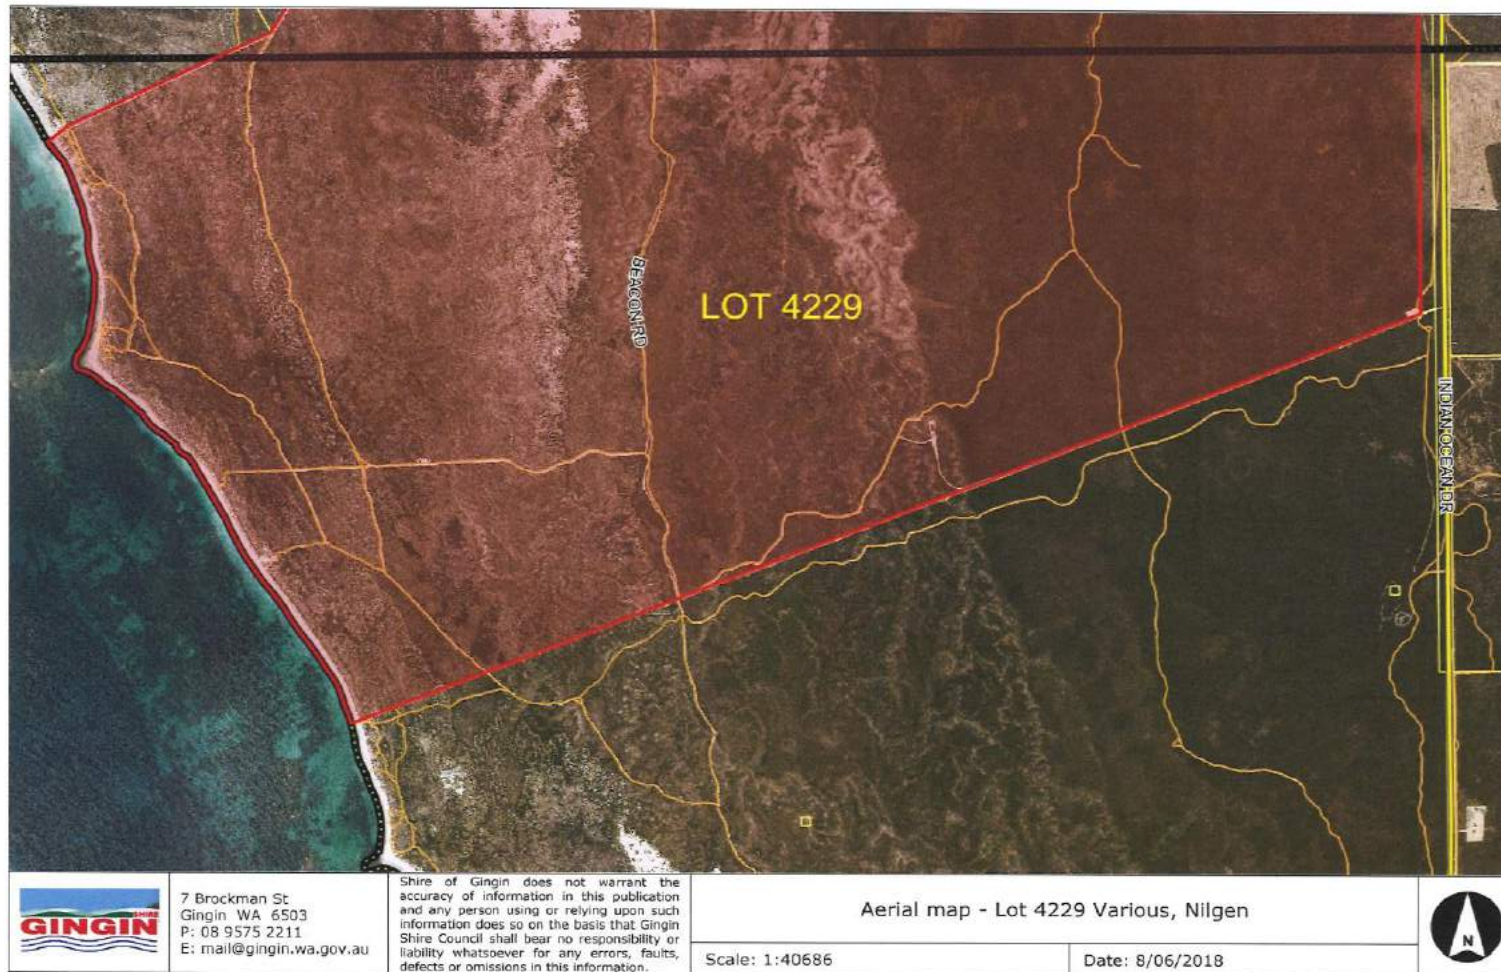 BEACON RD
LOT 4229
INDIAN OCEAN DR
SHIRE
GINGIN
7 Brockman St
Gingin WA 6503
P: 08 9575 2211
E: mail@gingin.wa.gov.au
Shire of Gingin does not warrant the
accuracy of information in this publication
and any person using or relying upon such
information does so on the basis that Gingin
Shire Council shall bear no responsibility or
liability whatsoever for any errors, faults,
defects or omissions in this information.
Aerial map - Lot 4229 Various, Nilgen
Scale: 1:40686
Date: 8/06/2018
N